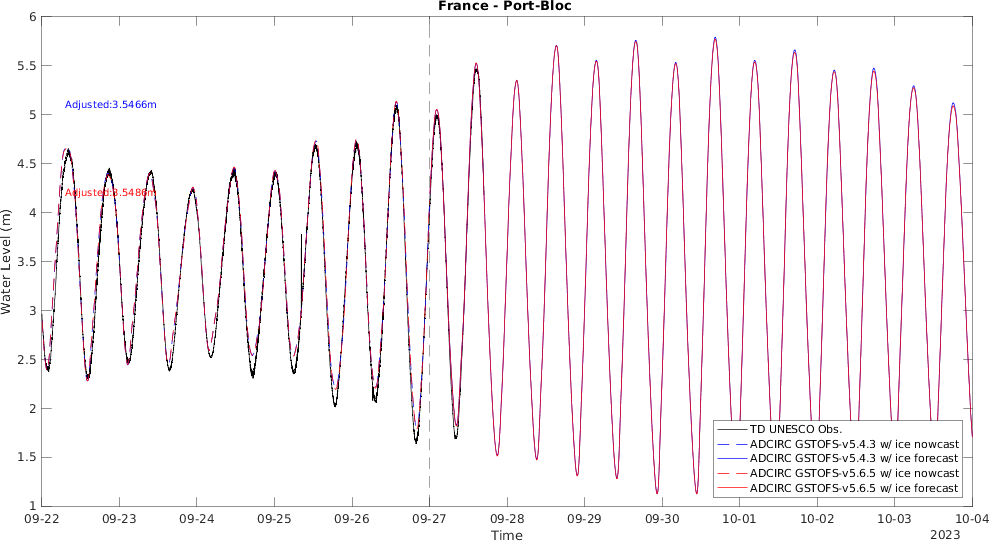 France - Port-Bloc
Water Level (m)
6
5.5
5
4.5
4
3.5
3
2.5
2
1.5
1
Adjusted:3.5466m
Adjusted:3.5486m
TD UNESCO Obs.
ADCIRC GSTOFS-v5.4.3 w/ ice nowcast
ADCIRC GSTOFS-v5.4.3 w/ ice forecast
ADCIRC GSTOFS-v5.6.5 w/ ice nowcast
ADCIRC GSTOFS-v5.6.5 w/ ice forecast
09-22 09-23 09-24 09-25 09-26 09-27 09-28 09-29 09-30 10-01 10-02 10-03 10-04
Time
2023